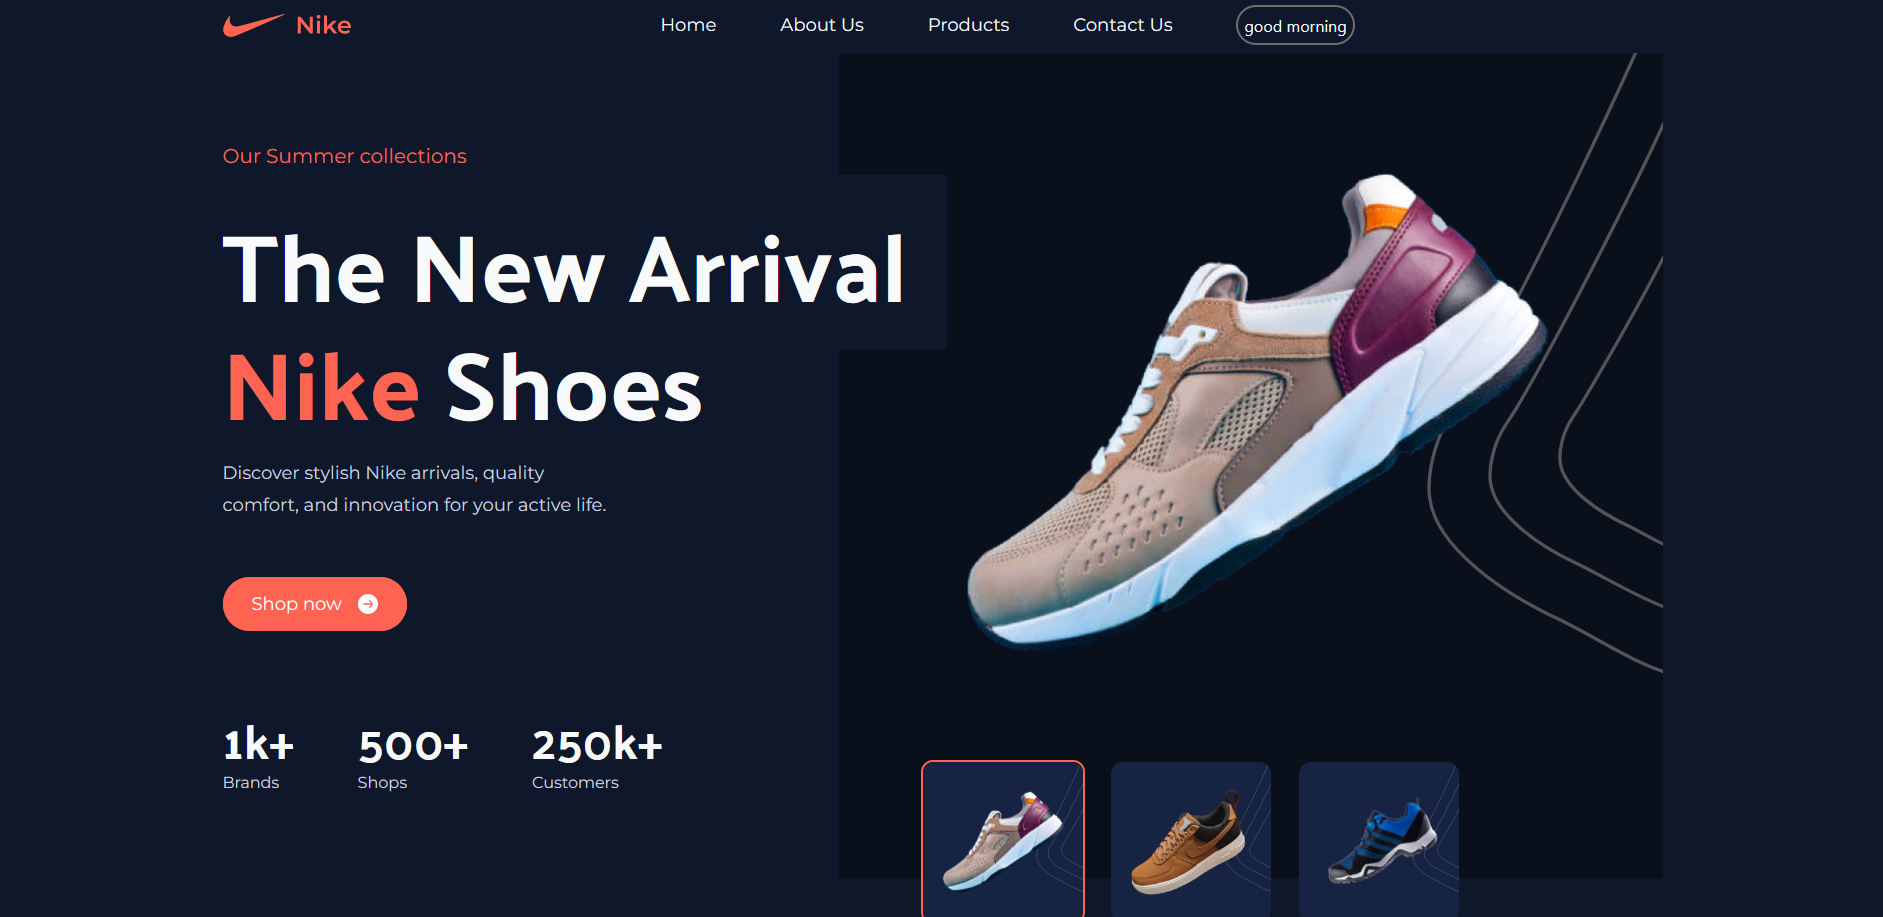 Nike
Home
About Us
Products
Contact Us
good morning
Our Summer collections
The New Arrival
Nike Shoes
Discover stylish Nike arrivals, quality
comfort, and innovation for your active life.
Shop now
1k+
Brands
500+
Shops
250k+
Customers